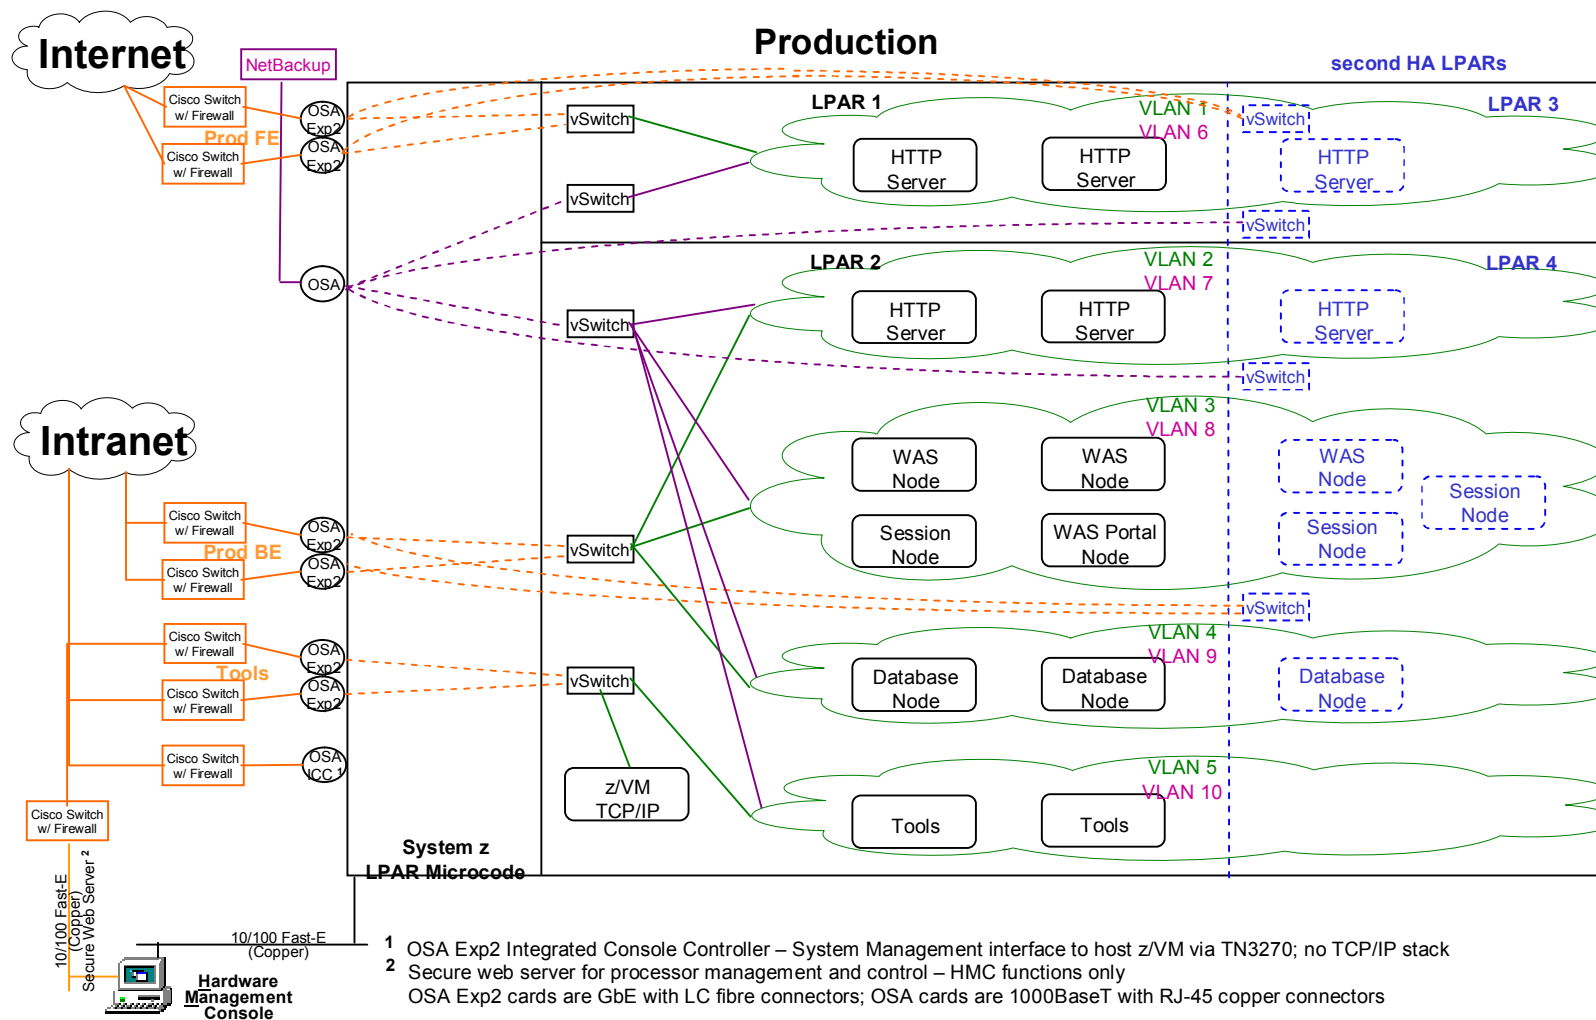 Production
Internet
NetBackup
second HA LPARs
Cisco Switch
w/ Firewall
OSA
Exp2
Prod FE
Cisco Switch
w/ Firewall
OSA
Exp2
vSwitch
vSwitch
LPAR 1
VLAN 1
VLAN 6
vSwitch
LPAR 3
HTTP
Server
HTTP
Server
HTTP
Server
vSwitch
OSA
LPAR 2
VLAN 2
VLAN 7
LPAR 4
vSwitch
HTTP
Server
HTTP
Server
HTTP
Server
vSwitch
Intranet
VLAN 3
VLAN 8
WAS
Node
WAS
Node
WAS
Node
Session
Node
Cisco Switch
w/ Firewall
OSA
Exp2
Prod BE
Cisco Switch
w/ Firewall
OSA
Exp2
vSwitch
Session
Node
WAS Portal
Node
Session
Node
vSwitch
Cisco Switch
w/ Firewall
OSA
Exp2
Tools
Cisco Switch
w/ Firewall
OSA
Exp2
vSwitch
VLAN 4
VLAN 9
Database
Node
Database
Node
Database
Node
Cisco Switch
w/ Firewall
OSA
ICC 1
z/VM
TCP/IP
VLAN 5
VLAN 10
Tools
Tools
Cisco Switch
w/ Firewall
System z
LPAR Microcode
10/100 Fast-E
(Copper)
Secure Web Server 2
10/100 Fast-E
(Copper)
Hardware
Management
Console
1 OSA Exp2 Integrated Console Controller – System Management interface to host z/VM via TN3270; no TCP/IP stack
2 Secure web server for processor management and control – HMC functions only
OSA Exp2 cards are GbE with LC fibre connectors; OSA cards are 1000BaseT with RJ-45 copper connectors